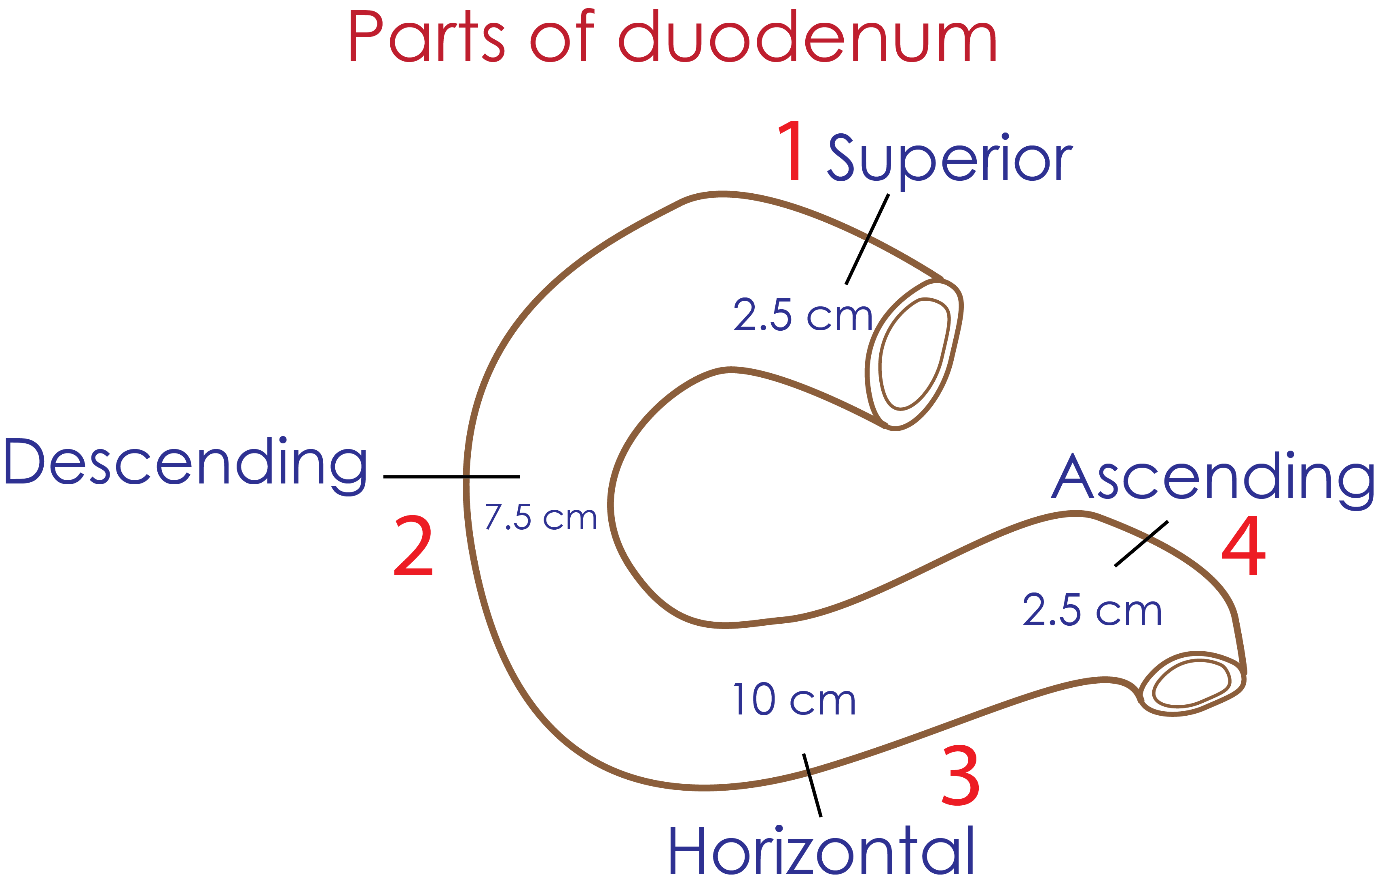 Parts of duodenum
1 Superior
2.5 cm
Descending
2
7.5 cm
Ascending
4
2.5 cm
10 cm
3
Horizontal